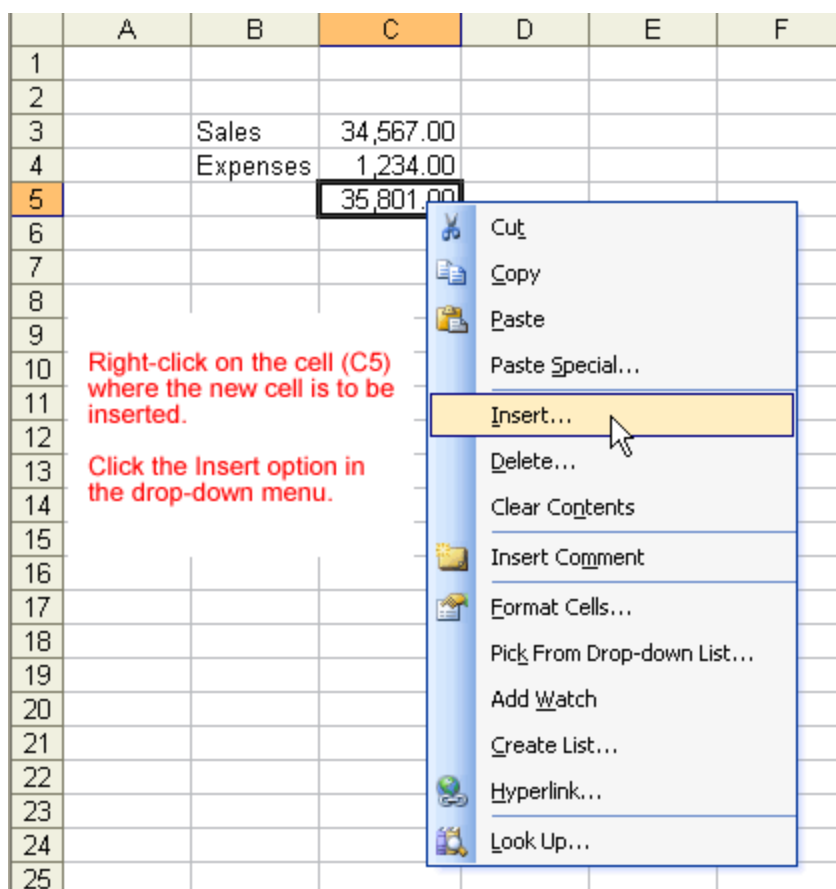 A B C D E F
1
2
3 Sales 34,567.00
4 Expenses 1,234.00
5 35,801.00
6
7
8
9
10
11
12
13
14
15
16
17
18
19
20
21
22
23
24
25
Right-click on the cell (C5)
where the new cell is to be
inserted.
Click the Insert option in
the drop-down menu.
Cut
Copy
Paste
Paste Special...
Insert...
Delete...
Clear Contents
Insert Comment
Format Cells...
Pick From Drop-down List...
Add Watch
Create List...
Hyperlink...
Look Up...